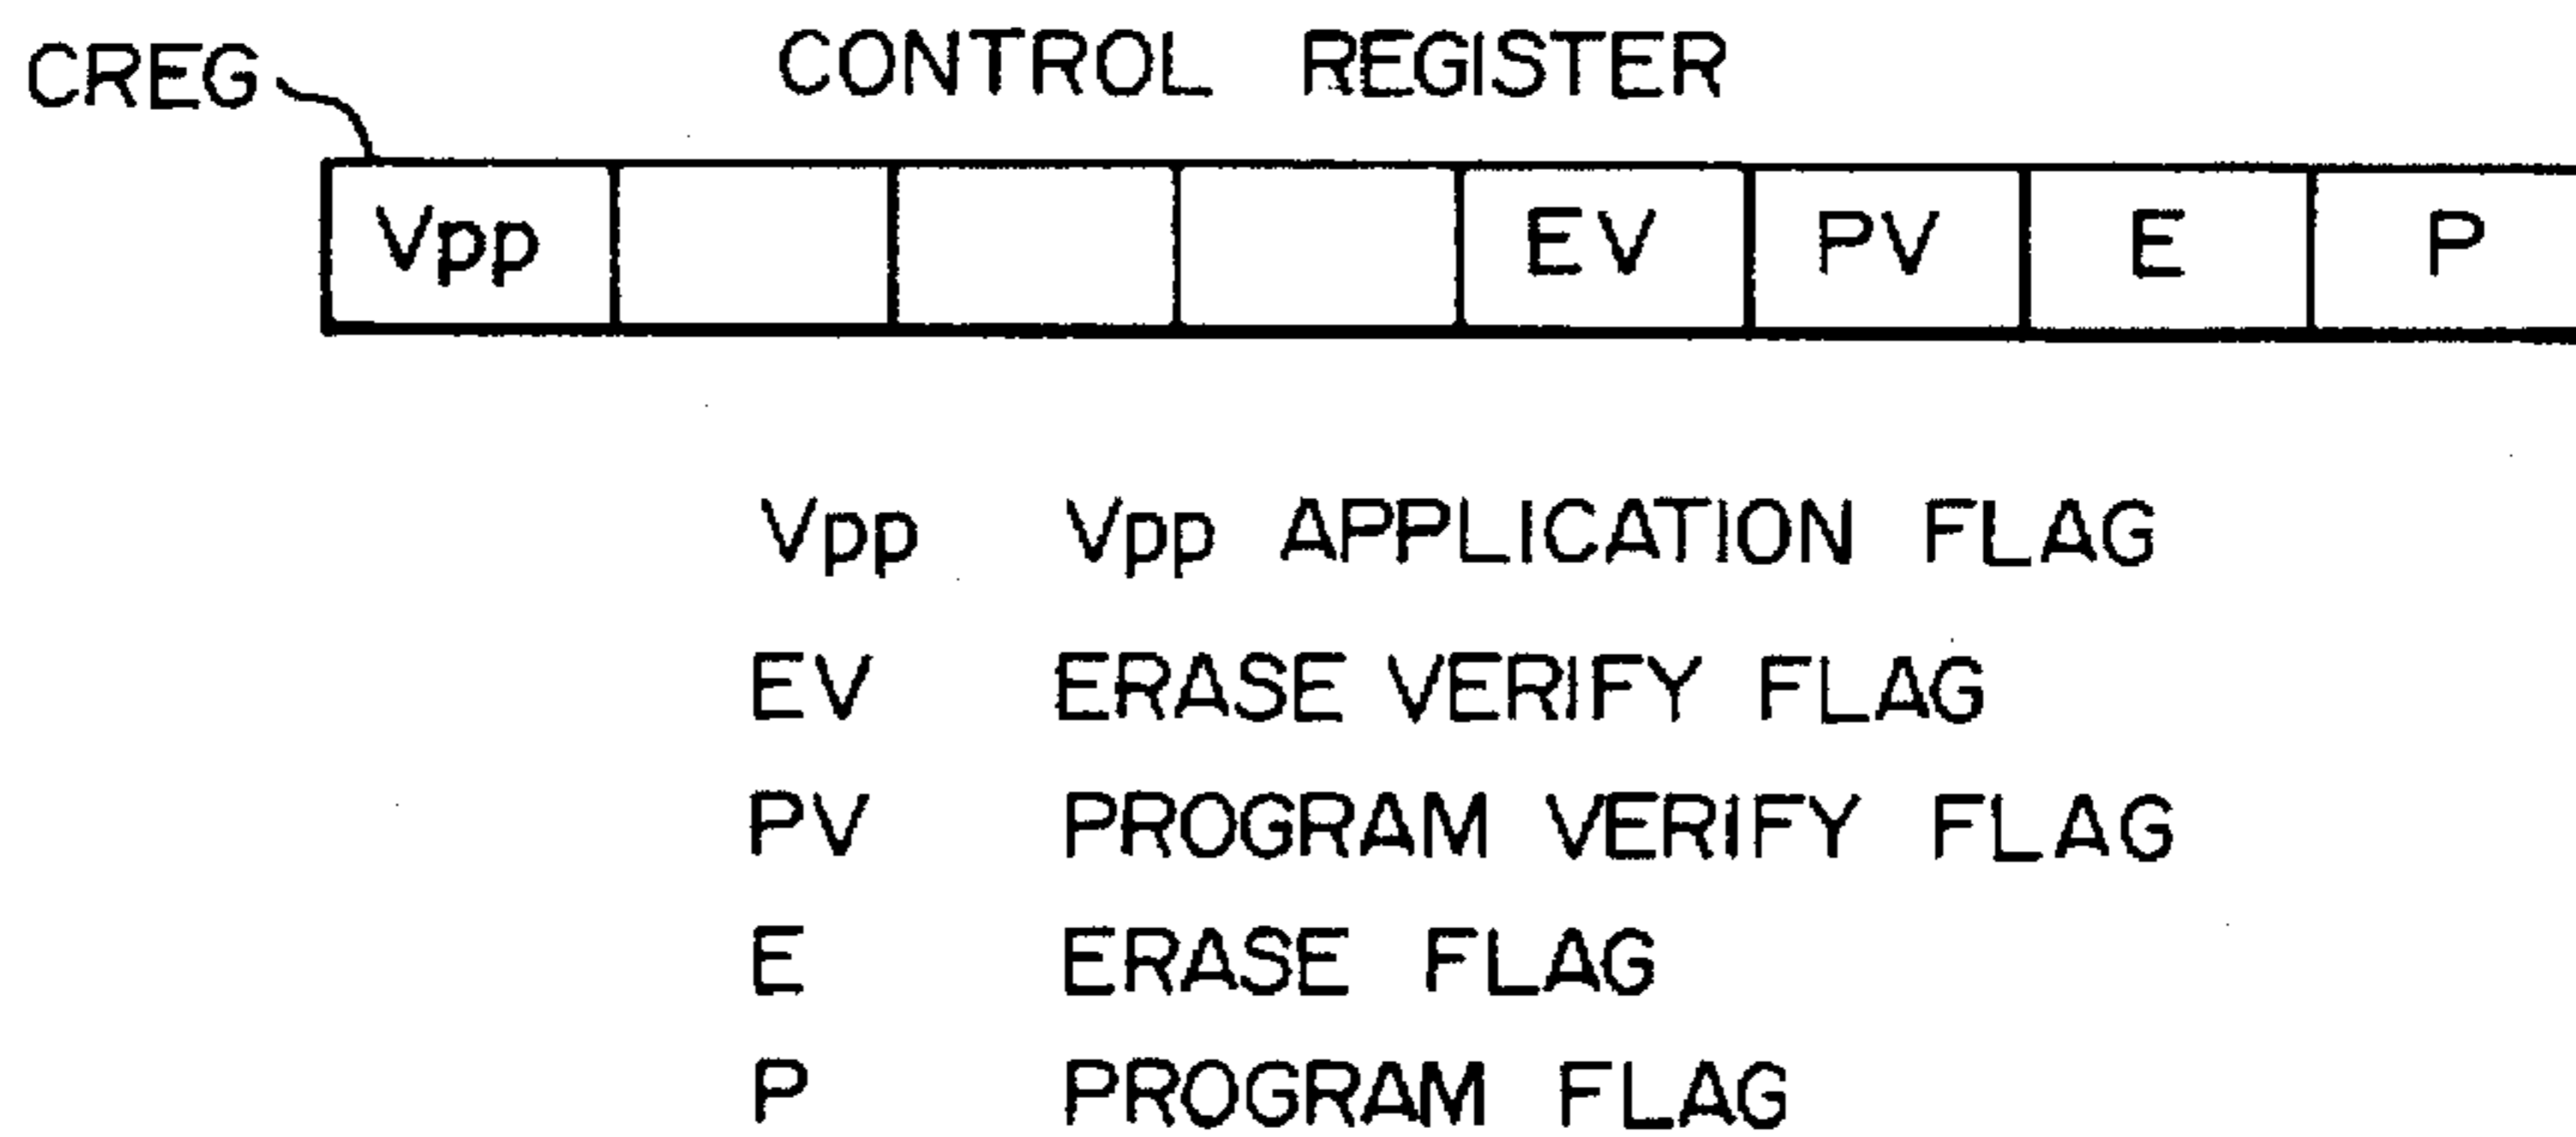 CREG
CONTROL REGISTER
Vpp EV PV E P
Vpp Vpp APPLICATION FLAG
EV ERASE VERIFY FLAG
PV PROGRAM VERIFY FLAG
E ERASE FLAG
P PROGRAM FLAG